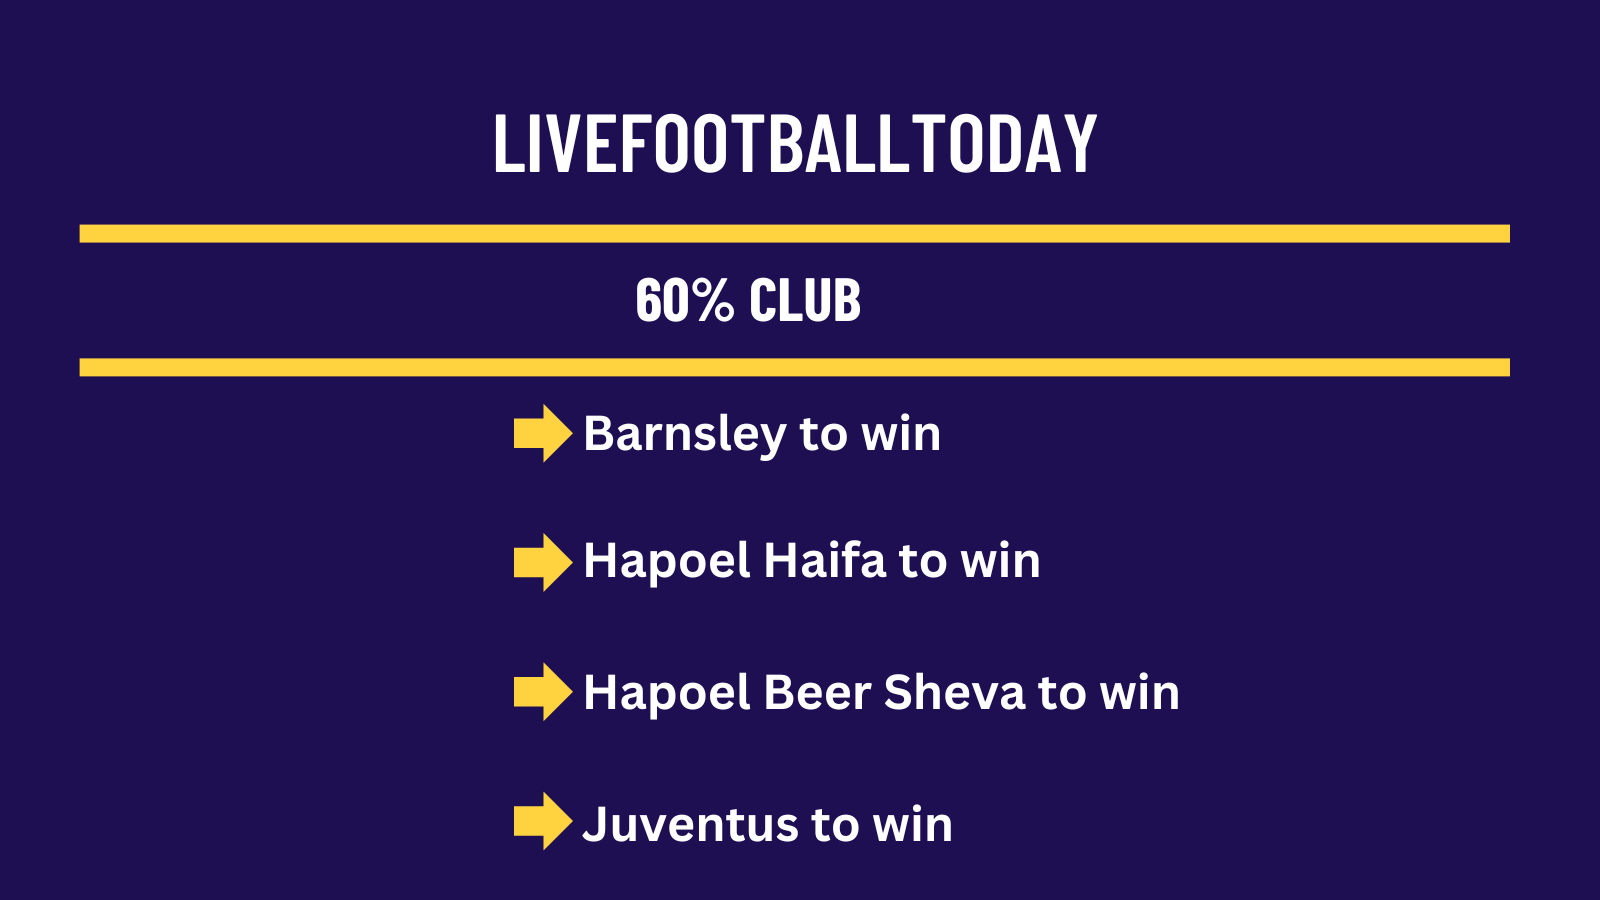 LIVEFOOTBALLTODAY
60% CLUB
Barnsley to win
Hapoel Haifa to win
Hapoel Beer Sheva to win
Juventus to win